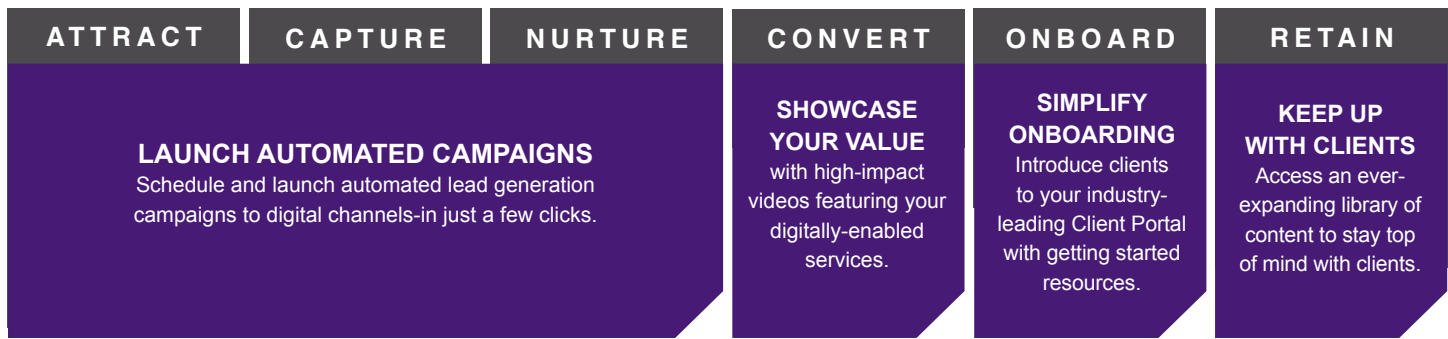 ATTRACT
CAPTURE
NURTURE
CONVERT
ONBOARD
RETAIN
LAUNCH AUTOMATED CAMPAIGNS
Schedule and launch automated lead generation
campaigns to digital channels-in just a few clicks.
SHOWCASE
YOUR VALUE
with high-impact
videos featuring your
digitally-enabled
services.
SIMPLIFY
ONBOARDING
Introduce clients
to your industry-
leading Client Portal
with getting started
resources.
KEEP UP
WITH CLIENTS
Access an ever-
expanding library of
content to stay top
of mind with clients.